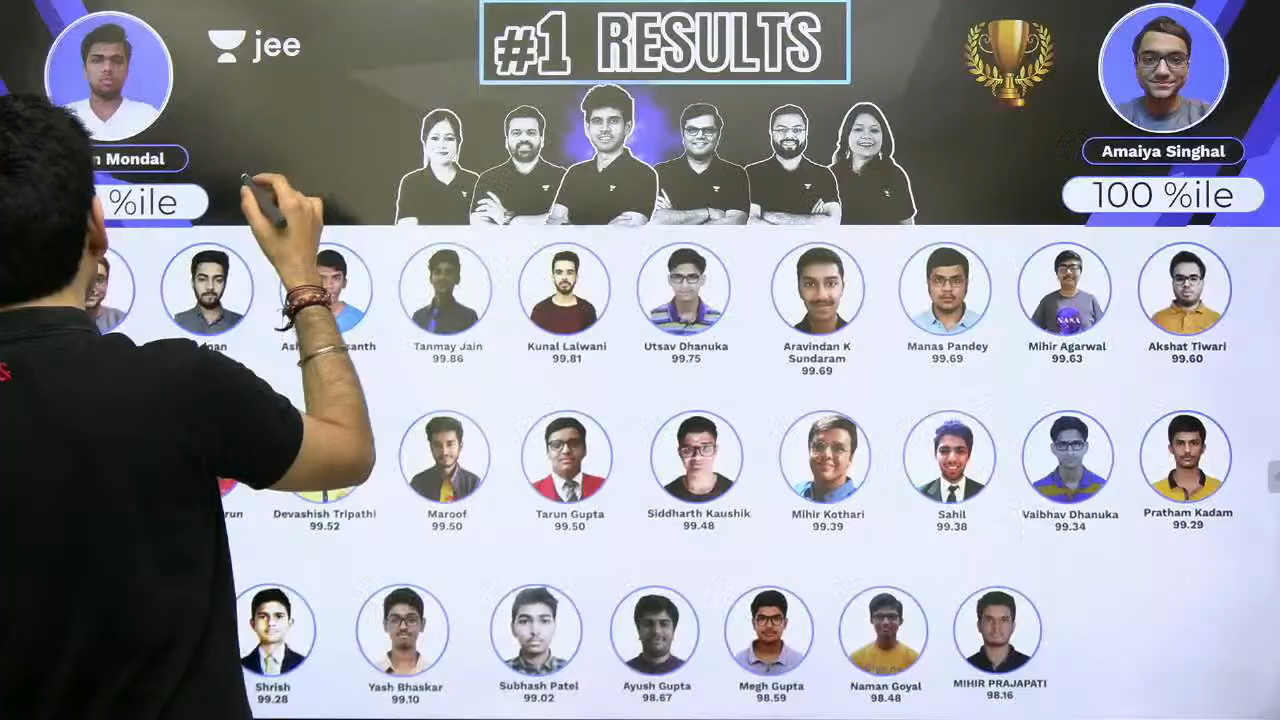 jee
#1 RESULTS
Mondal
%ile
Amaiya Singhal
100 %ile
NASA
Tanmay Jain
99.86
Kunal Lalwani
99.81
Utsav Dhanuka
99.75
Aravindan K
Sundaram
99.69
Manas Pandey
99.69
Mihir Agarwal
99.63
Akshat Tiwari
99.60
&
Devashish Tripathi
99.52
Maroof
99.50
Tarun Gupta
99.50
Siddharth Kaushik
99.48
Mihir Kothari
99.39
Sahil
99.38
Vaibhav Dhanuka
99.34
Pratham Kadam
99.29
Shrish
99.28
Yash Bhaskar
99.10
Subhash Patel
99.02
Ayush Gupta
98.67
Megh Gupta
98.59
Naman Goyal
98.48
MIHIR PRAJAPATI
98.16